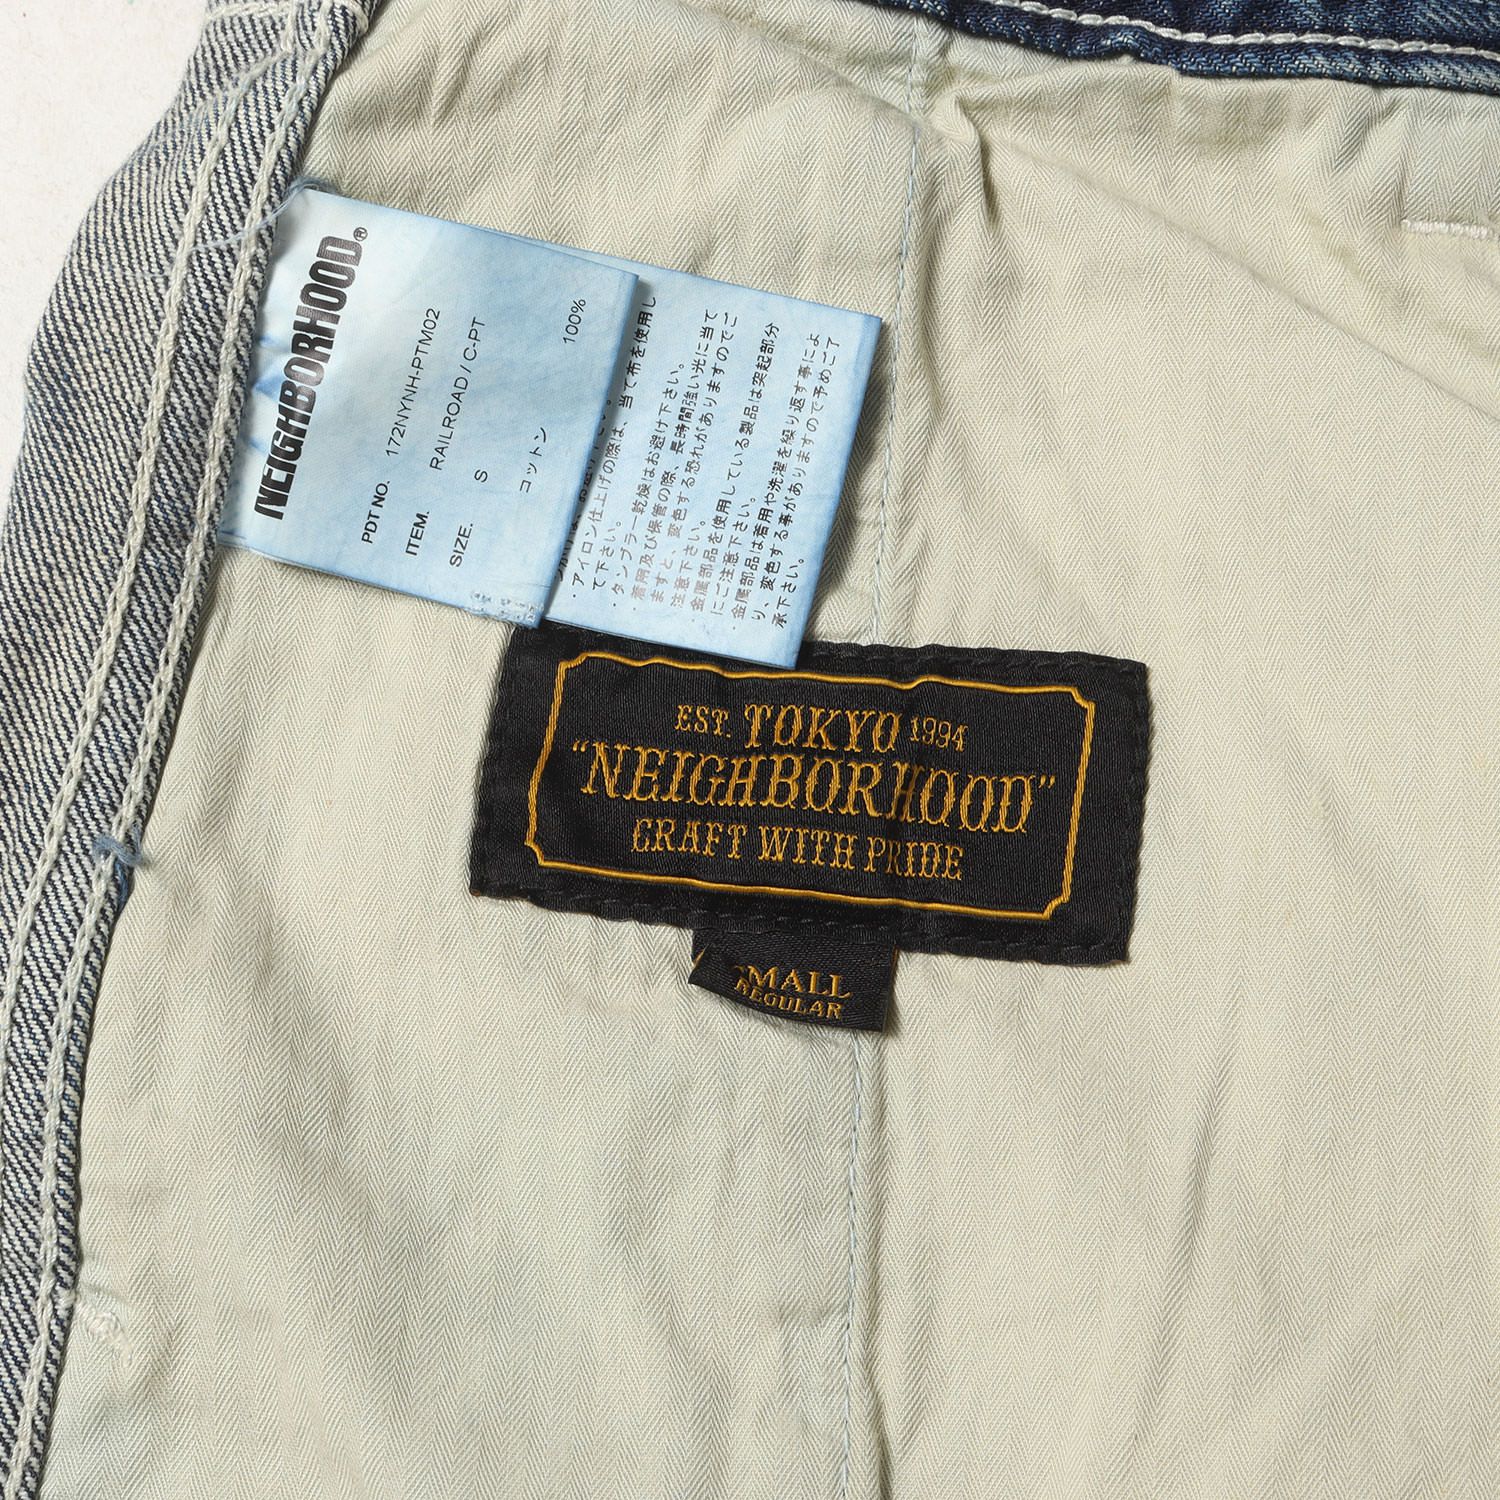 NEIGHBORHOOD®
PDT NO. 172NYNH-PTM02
ITEM. RAILROAD / C-PT
SIZE. S
コットン 100%
・アイロン仕上げの際は、当て布を使用し
て下さい。
・タンブラー乾燥はお避け下さい。
・着用及び保管の際、長時間強い光に当て
ますと、変色する恐れがありますのでご
注意下さい。
・金属部品を使用している製品は突起部分
にご注意下さい。
・金属部品は着用や洗濯を繰り返す事によ
り、変色する事がありますので予めご了
承下さい。
EST. TOKYO 1994
"NEIGHBORHOOD"
CRAFT WITH PRIDE
SMALL
REGULAR